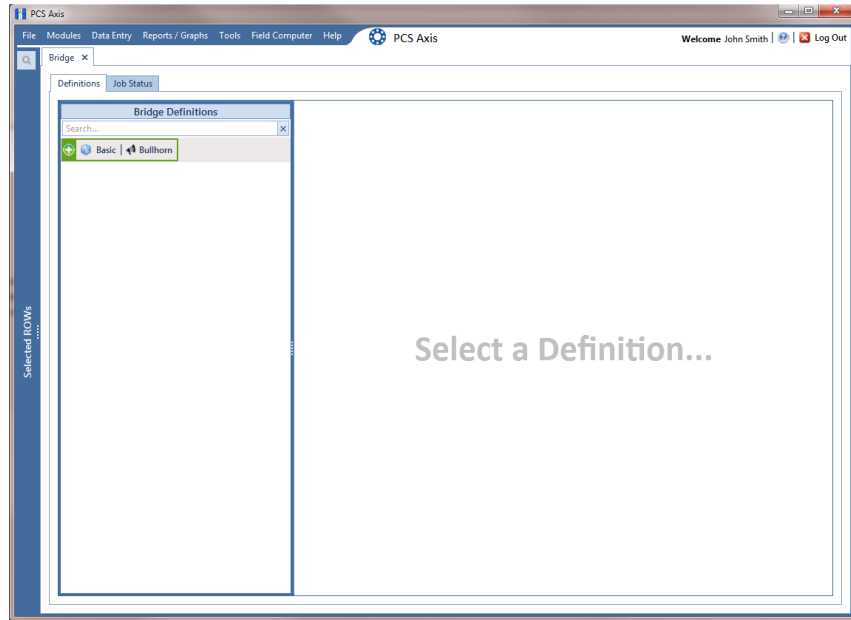 PCS Axis
File Modules Data Entry Reports / Graphs Tools Field Computer Help PCS Axis Welcome John Smith | | Log Out
Bridge
Definitions Job Status
Bridge Definitions
Search...
Basic | Bullhorn
Selected ROWs
Select a Definition...